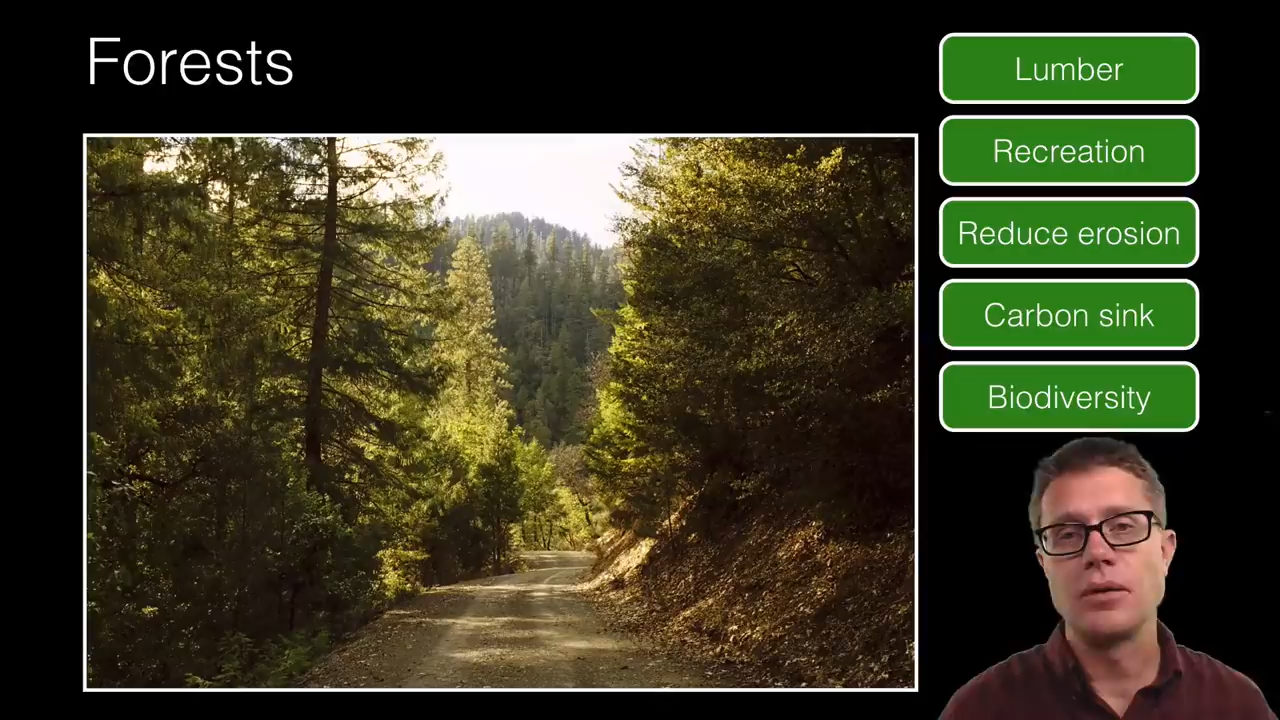 Forests
Lumber
Recreation
Reduce erosion
Carbon sink
Biodiversity